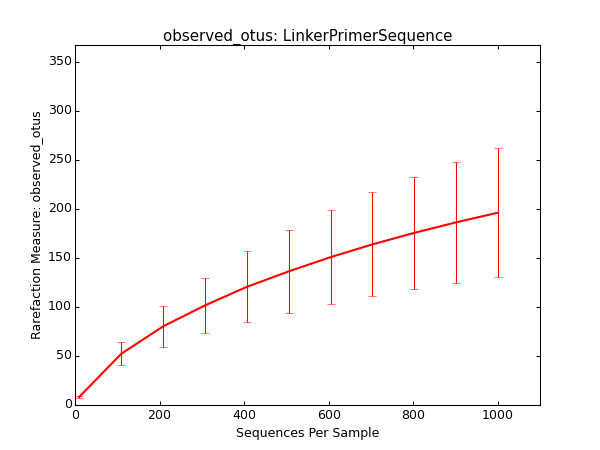 observed_otus: LinkerPrimerSequence
350
300
250
200
150
100
50
0
Rarefaction Measure: observed_otus
0 200 400 600 800 1000
Sequences Per Sample